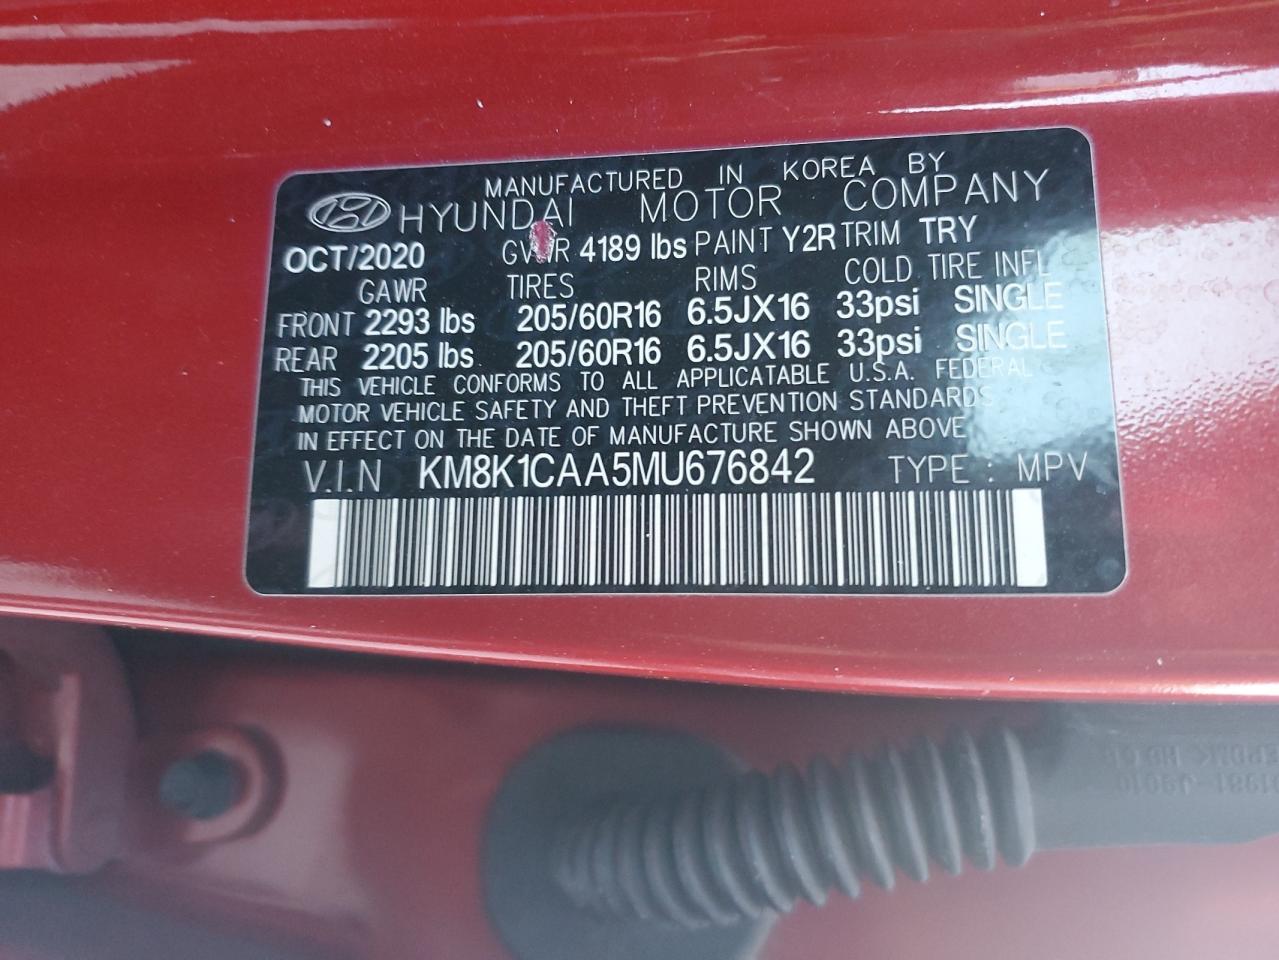 MANUFACTURED IN KOREA BY
HYUNDAI MOTOR COMPANY
OCT/2020 GVWR 4189 lbs PAINT Y2R TRIM TRY
GAWR TIRES RIMS COLD TIRE INFL
FRONT 2293 lbs 205/60R16 6.5JX16 33psi SINGLE
REAR 2205 lbs 205/60R16 6.5JX16 33psi SINGLE
THIS VEHICLE CONFORMS TO ALL APPLICATABLE U.S.A. FEDERAL
MOTOR VEHICLE SAFETY AND THEFT PREVENTION STANDARDS
IN EFFECT ON THE DATE OF MANUFACTURE SHOWN ABOVE
V.I.N KM8K1CAA5MU676842 TYPE : MPV